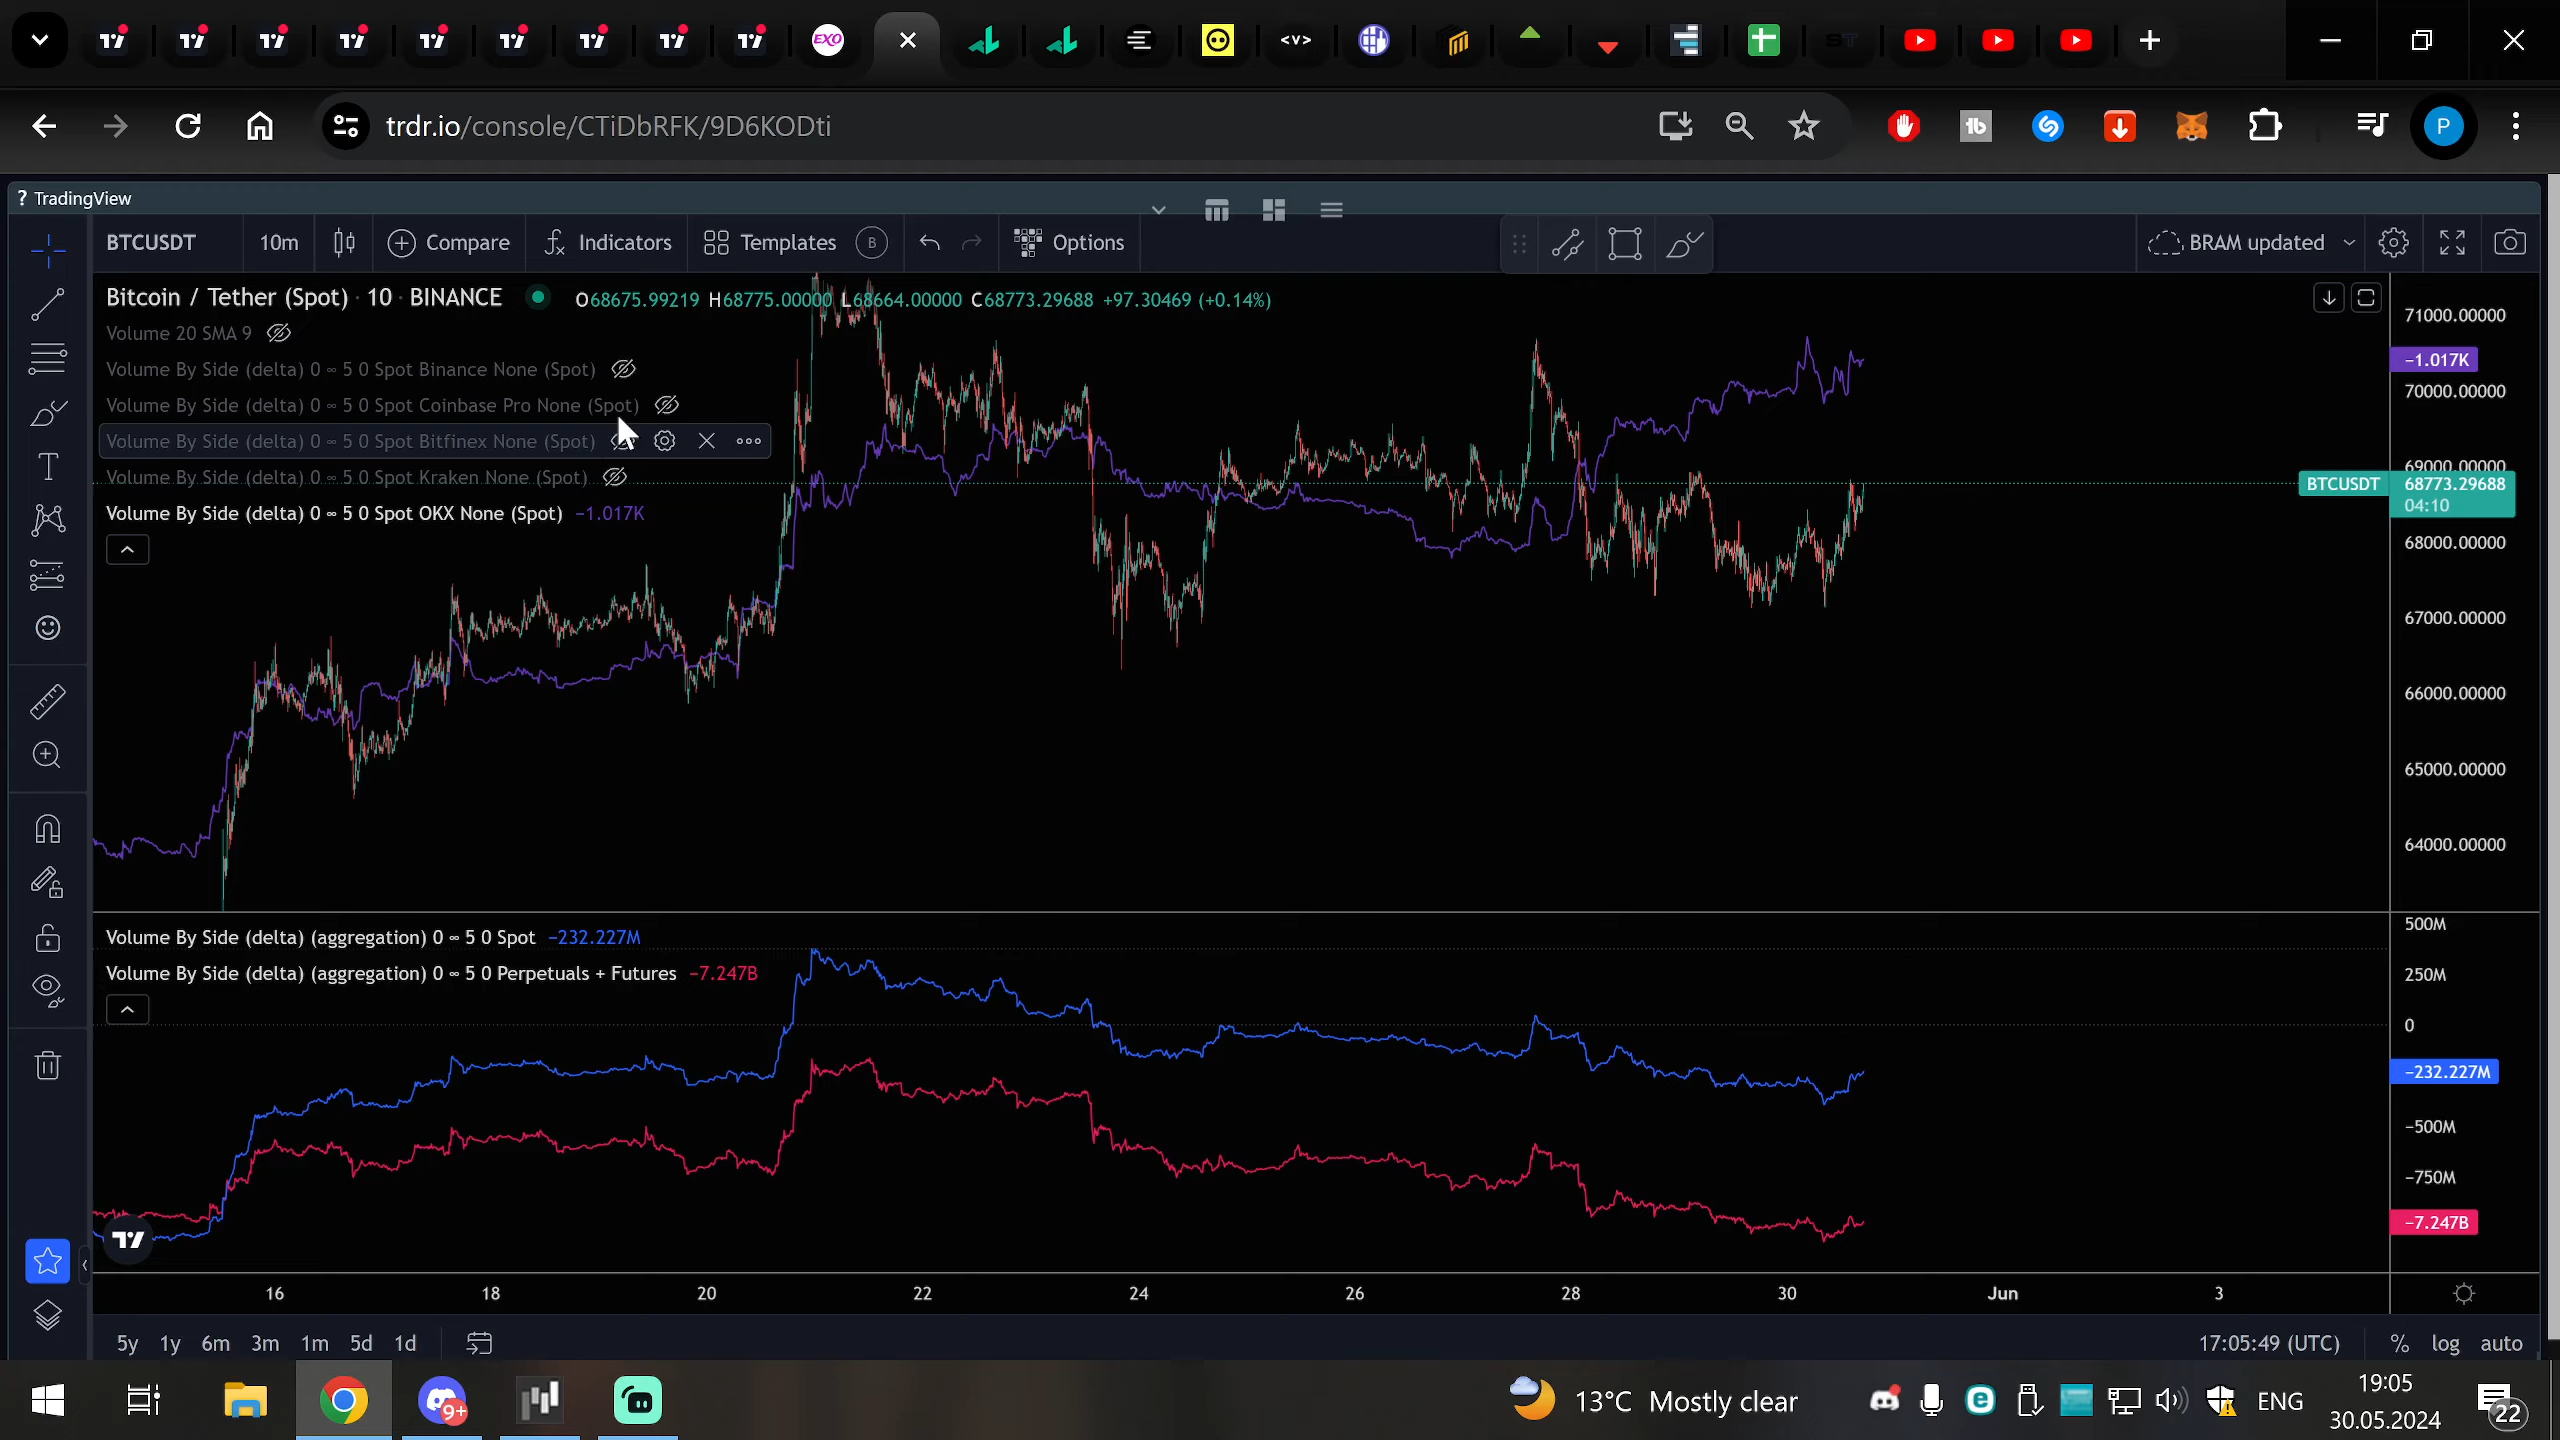 EXO
<v>
ST
trdr.io/console/CTiDbRFK/9D6KODti
P
? TradingView
BTCUSDT 10m Compare Indicators Templates B Options BRAM updated
Bitcoin / Tether (Spot) · 10 · BINANCE O68675.99219 H68775.00000 L68664.00000 C68773.29688 +97.30469 (+0.14%)
Volume 20 SMA 9
Volume By Side (delta) 0 ∞ 5 0 Spot Binance None (Spot)
Volume By Side (delta) 0 ∞ 5 0 Spot Coinbase Pro None (Spot)
Volume By Side (delta) 0 ∞ 5 0 Spot Bitfinex None (Spot)
Volume By Side (delta) 0 ∞ 5 0 Spot Kraken None (Spot)
Volume By Side (delta) 0 ∞ 5 0 Spot OKX None (Spot) −1.017K
71000.00000
−1.017K
70000.00000
69000.00000
BTCUSDT 68773.29688
04:10
68000.00000
67000.00000
66000.00000
65000.00000
64000.00000
Volume By Side (delta) (aggregation) 0 ∞ 5 0 Spot −232.227M
Volume By Side (delta) (aggregation) 0 ∞ 5 0 Perpetuals + Futures −7.247B
500M
250M
0
−232.227M
−500M
−750M
−7.247B
16 18 20 22 24 26 28 30 Jun 3
5y 1y 6m 3m 1m 5d 1d 17:05:49 (UTC) % log auto
9+
13°C Mostly clear
ENG
19:05
30.05.2024
22